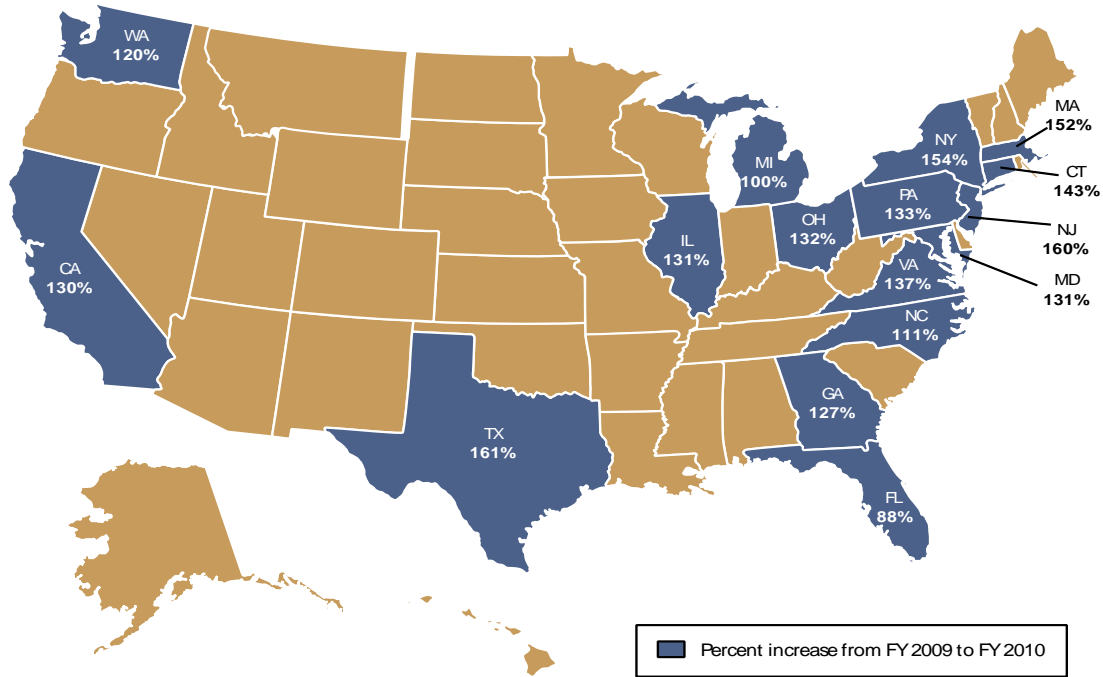 WA
120%
MA
152%
NY
154%
MI
100%
CT
143%
PA
133%
OH
132%
NJ
160%
IL
131%
CA
130%
VA
137%
MD
131%
NC
111%
GA
127%
TX
161%
FL
88%
Percent increase from FY 2009 to FY 2010